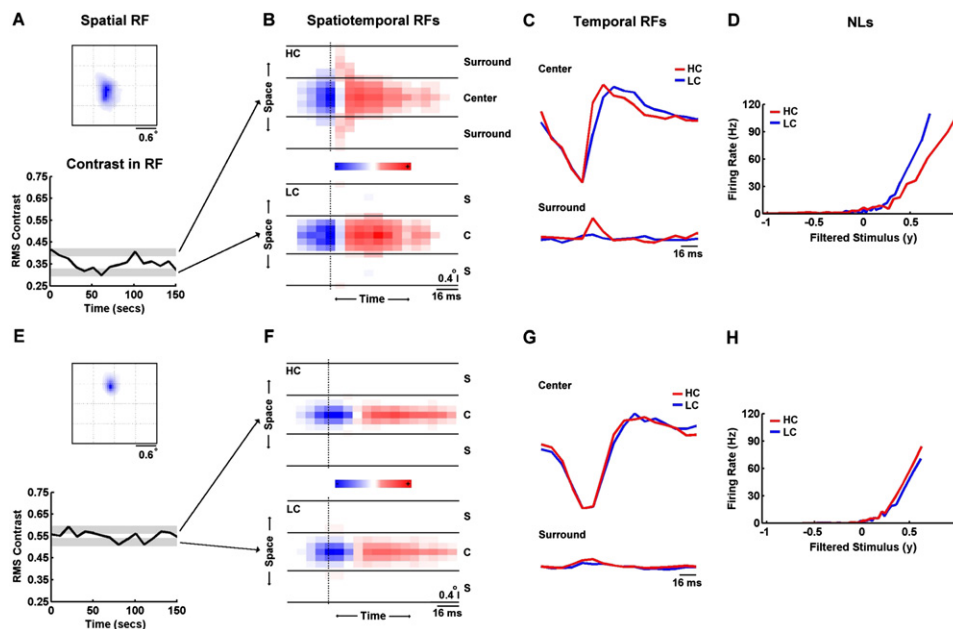 A
Spatial RF
0.6°
Contrast in RF
RMS Contrast
0.75
0.65
0.55
0.45
0.35
0.25
0
50
100
150
Time (secs)
B
Spatiotemporal RFs
HC
Surround
Center
Surround
← Space →
LC
S
C
S
← Space →
0.4°
16 ms
← Time →
C
Temporal RFs
Center
HC
LC
Surround
16 ms
D
NLs
HC
LC
Firing Rate (Hz)
120
90
60
30
0
-1
-0.5
0
0.5
Filtered Stimulus (y)
E
0.6°
RMS Contrast
0.75
0.65
0.55
0.45
0.35
0.25
0
50
100
150
Time (secs)
F
HC
S
C
S
← Space →
LC
S
C
S
← Space →
0.4°
16 ms
← Time →
G
Center
HC
LC
Surround
16 ms
H
HC
LC
Firing Rate (Hz)
120
90
60
30
0
-1
-0.5
0
0.5
Filtered Stimulus (y)